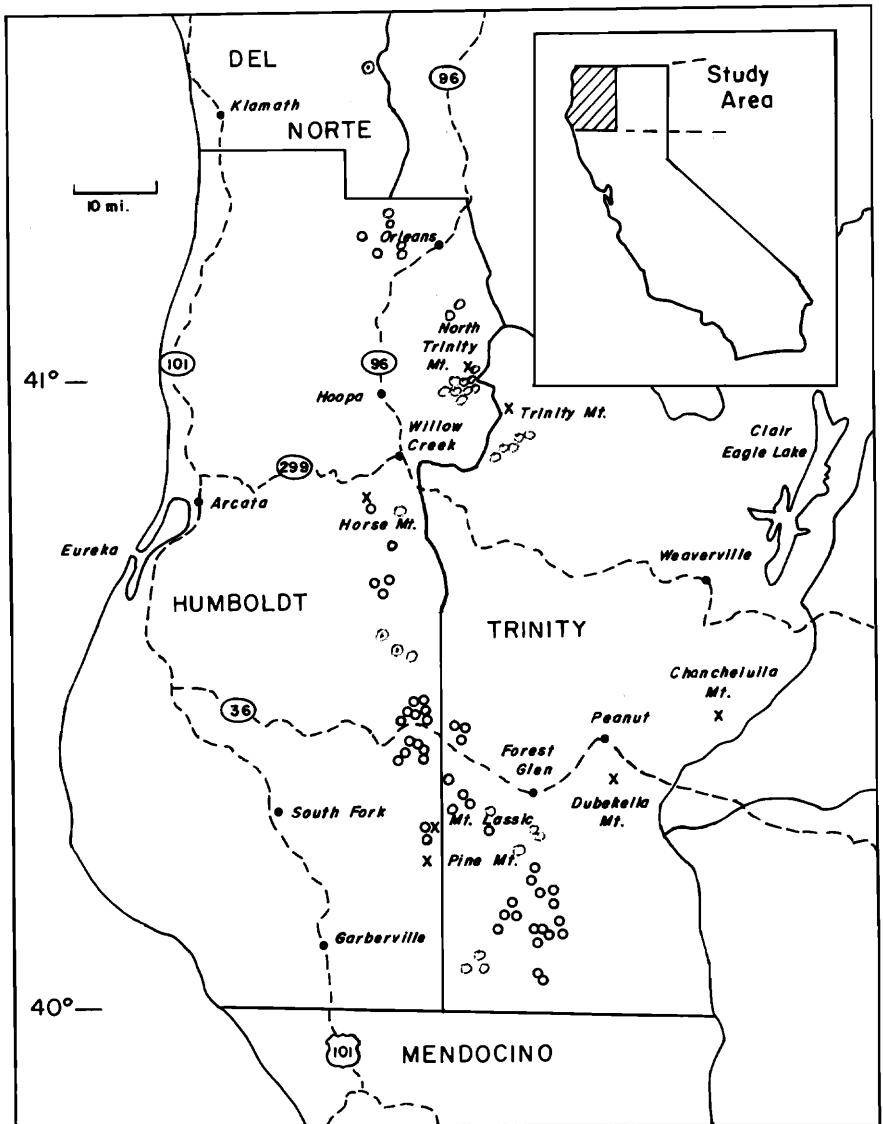 DEL
NORTE
Klamath
96
Study
Area
10 mi.
Orleans
North
Trinity
Mt.
41°
101
96
Hoopa
Trinity Mt.
Willow
Creek
Clair
Eagle Lake
299
Arcata
Horse Mt.
Eureka
Weaverville
HUMBOLDT
TRINITY
Chanchelulla
Mt.
36
Peanut
Forest
Glen
South Fork
Mt. Lassic
Dubekella
Mt.
Pine Mt.
Garberville
40°
101
MENDOCINO